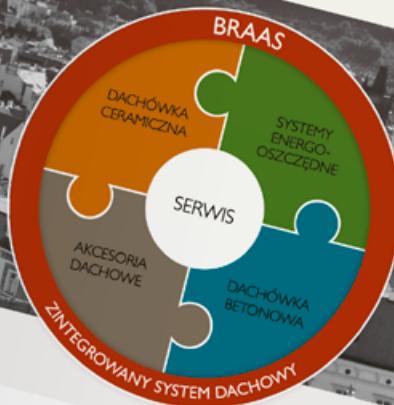 BRAAS
DACHÓWKA
CERAMICZNA
SYSTEMY
ENERGO-
OSZCZĘDNE
SERWIS
AKCESORIA
DACHOWE
DACHÓWKA
BETONOWA
ZINTEGROWANY SYSTEM DACHOWY